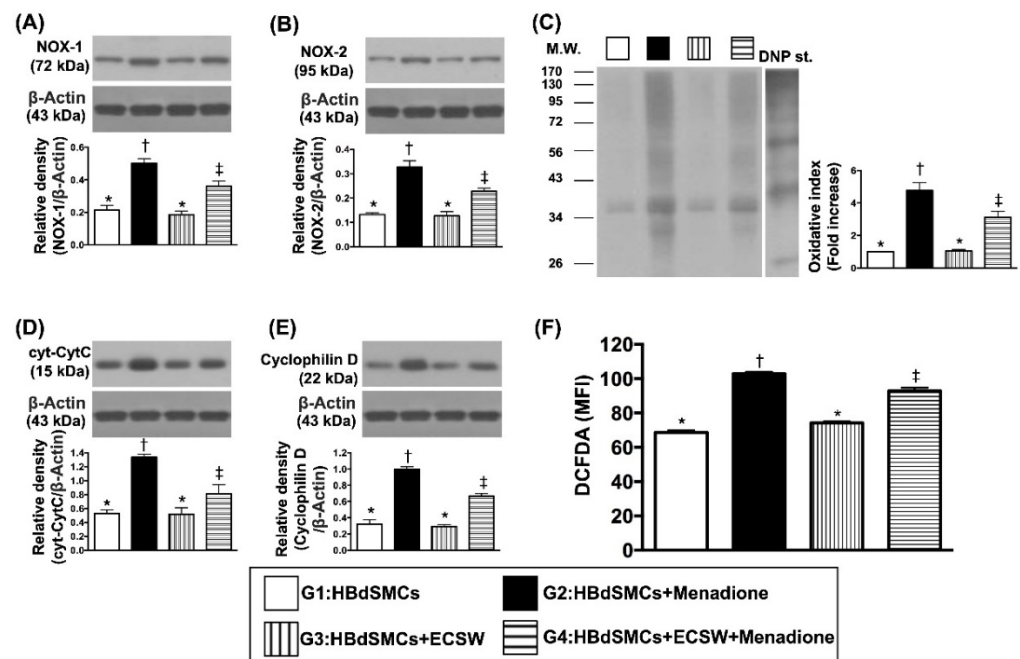 (A)
NOX-1
(72 kDa)
β-Actin
(43 kDa)
Relative density
(NOX-1/β-Actin)
0.6
0.4
0.2
0.0
*
†
*
‡
(B)
NOX-2
(95 kDa)
β-Actin
(43 kDa)
Relative density
(NOX-2/β-Actin)
0.4
0.3
0.2
0.1
0.0
*
†
*
‡
(C)
M.W.
DNP st.
170
130
95
72
56
43
34
26
Oxidative index
(Fold increase)
6
4
2
0
*
†
*
‡
(D)
cyt-CytC
(15 kDa)
β-Actin
(43 kDa)
Relative density
(cyt-CytC/β-Actin)
1.4
1.2
1.0
0.8
0.6
0.4
0.2
0.0
*
†
*
‡
(E)
Cyclophilin D
(22 kDa)
β-Actin
(43 kDa)
Relative density
(Cyclophilin D
/β-Actin)
1.2
1.0
0.8
0.6
0.4
0.2
0.0
*
†
*
‡
(F)
DCFDA (MFI)
120
100
80
60
40
20
0
*
†
*
‡
G1:HBdSMCs
G2:HBdSMCs+Menadione
G3:HBdSMCs+ECSW
G4:HBdSMCs+ECSW+Menadione